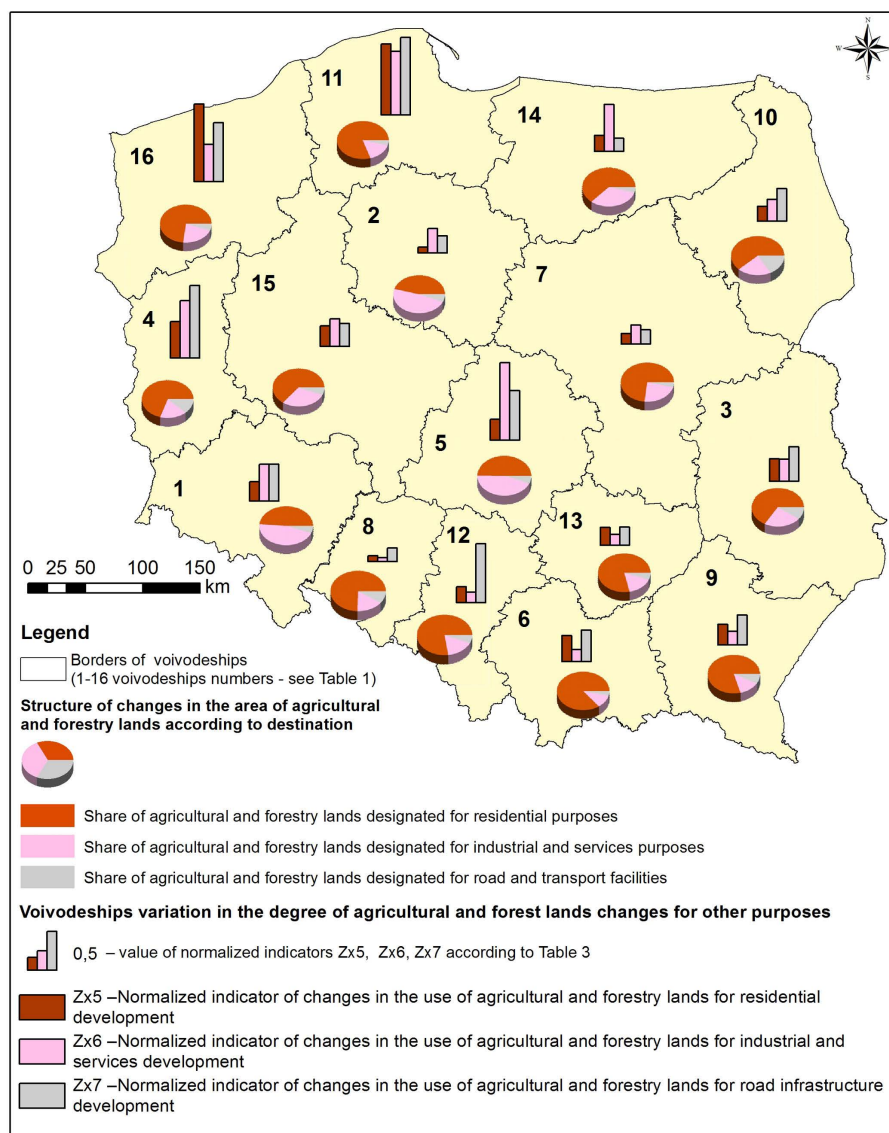 N
W
E
S
11
14
10
16
2
15
7
4
3
5
1
8
12
13
9
6
0 25 50 100 150
km
Legend
Borders of voivodeships
(1-16 voivodeships numbers - see Table 1)
Structure of changes in the area of agricultural
and forestry lands according to destination
Share of agricultural and forestry lands designated for residential purposes
Share of agricultural and forestry lands designated for industrial and services purposes
Share of agricultural and forestry lands designated for road and transport facilities
Voivodeships variation in the degree of agricultural and forest lands changes for other purposes
0,5 – value of normalized indicators Zx5, Zx6, Zx7 according to Table 3
Zx5 –Normalized indicator of changes in the use of agricultural and forestry lands for residential
development
Zx6 –Normalized indicator of changes in the use of agricultural and forestry lands for industrial and
services development
Zx7 –Normalized indicator of changes in the use of agricultural and forestry lands for road infrastructure
development